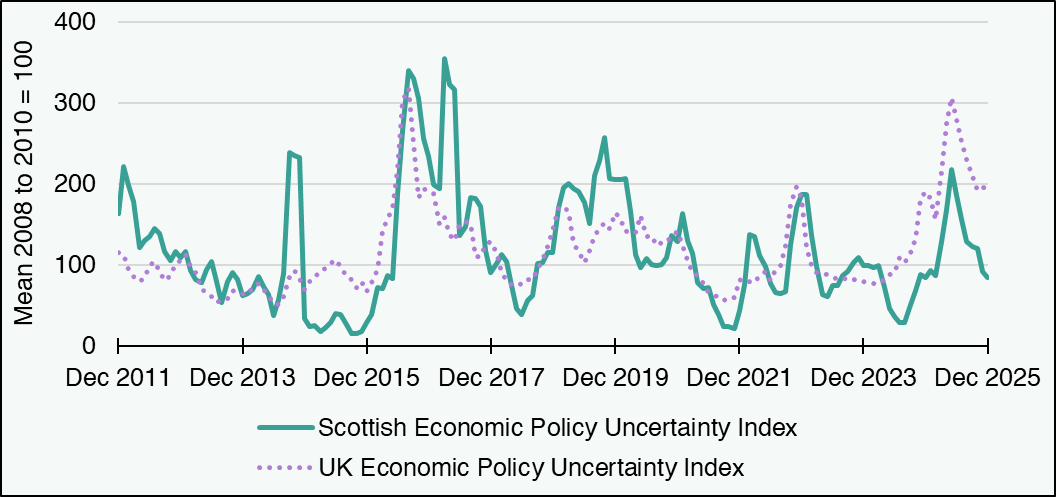 Mean 2008 to 2010 = 100
400
300
200
100
0
Dec 2011 Dec 2013 Dec 2015 Dec 2017 Dec 2019 Dec 2021 Dec 2023 Dec 2025
Scottish Economic Policy Uncertainty Index
UK Economic Policy Uncertainty Index